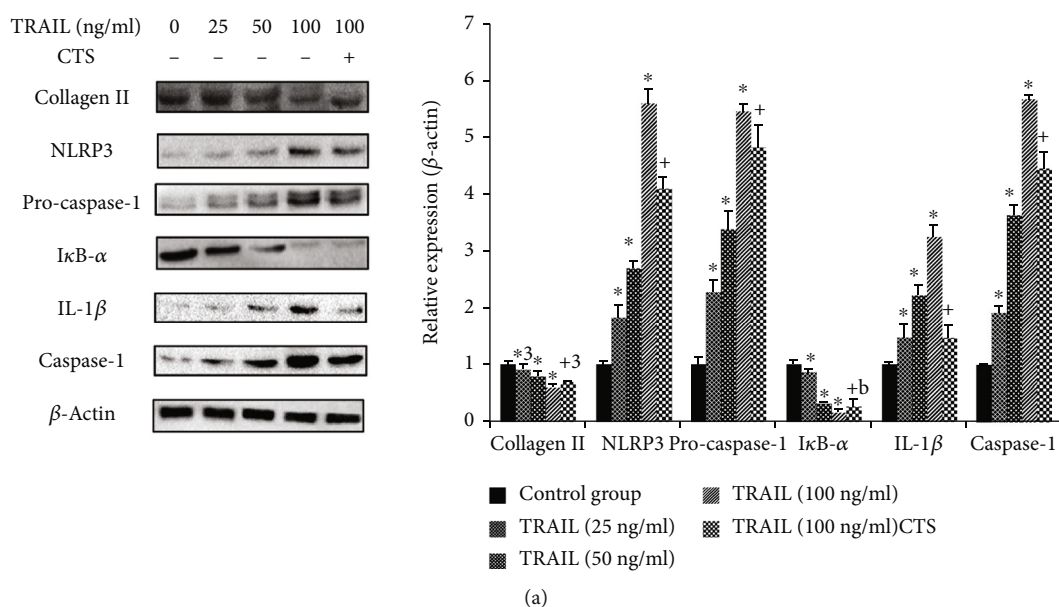 TRAIL (ng/ml) 0 25 50 100 100
CTS – – – – +
Collagen II
NLRP3
Pro-caspase-1
IκB-α
IL-1β
Caspase-1
β-Actin
Relative expression (β-actin)
7
6
5
4
3
2
1
0
*3 * * +3
* * * +
* * * +
* * * +b
* * * +
* * * +
Collagen II NLRP3 Pro-caspase-1 IκB-α IL-1β Caspase-1
Control group
TRAIL (25 ng/ml)
TRAIL (50 ng/ml)
TRAIL (100 ng/ml)
TRAIL (100 ng/ml)CTS
(a)